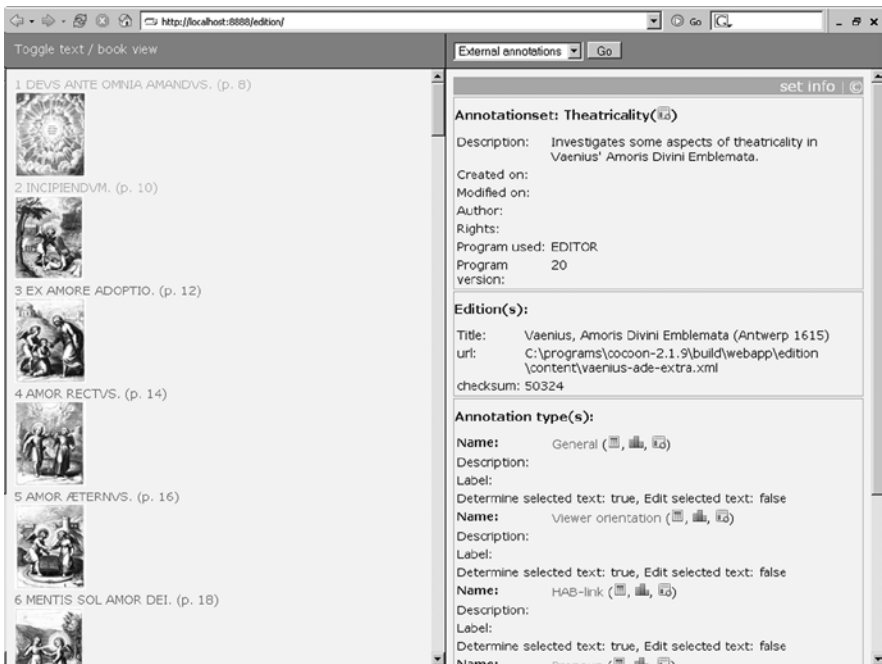 http://localhost:8888/edition/
Go
Toggle text / book view
External annotations
Go
1 DEVS ANTE OMNIA AMANDVS. (p. 8)
2 INCIPIENDVM. (p. 10)
3 EX AMORE ADOPTIO. (p. 12)
4 AMOR RECTVS. (p. 14)
5 AMOR ÆTERNVS. (p. 16)
6 MENTIS SOL AMOR DEI. (p. 18)
set info | ©
Annotationset: Theatricality()
Description: Investigates some aspects of theatricality in
Vaenius' Amoris Divini Emblemata.
Created on:
Modified on:
Author:
Rights:
Program used: EDITOR
Program 20
version:
Edition(s):
Title: Vaenius, Amoris Divini Emblemata (Antwerp 1615)
url: C:\programs\cocoon-2.1.9\build\webapp\edition
\content\vaenius-ade-extra.xml
checksum: 50324
Annotation type(s):
Name: General (, , )
Description:
Label:
Determine selected text: true, Edit selected text: false
Name: Viewer orientation (, , )
Description:
Label:
Determine selected text: true, Edit selected text: false
Name: HAB-link (, , )
Description:
Label:
Determine selected text: true, Edit selected text: false